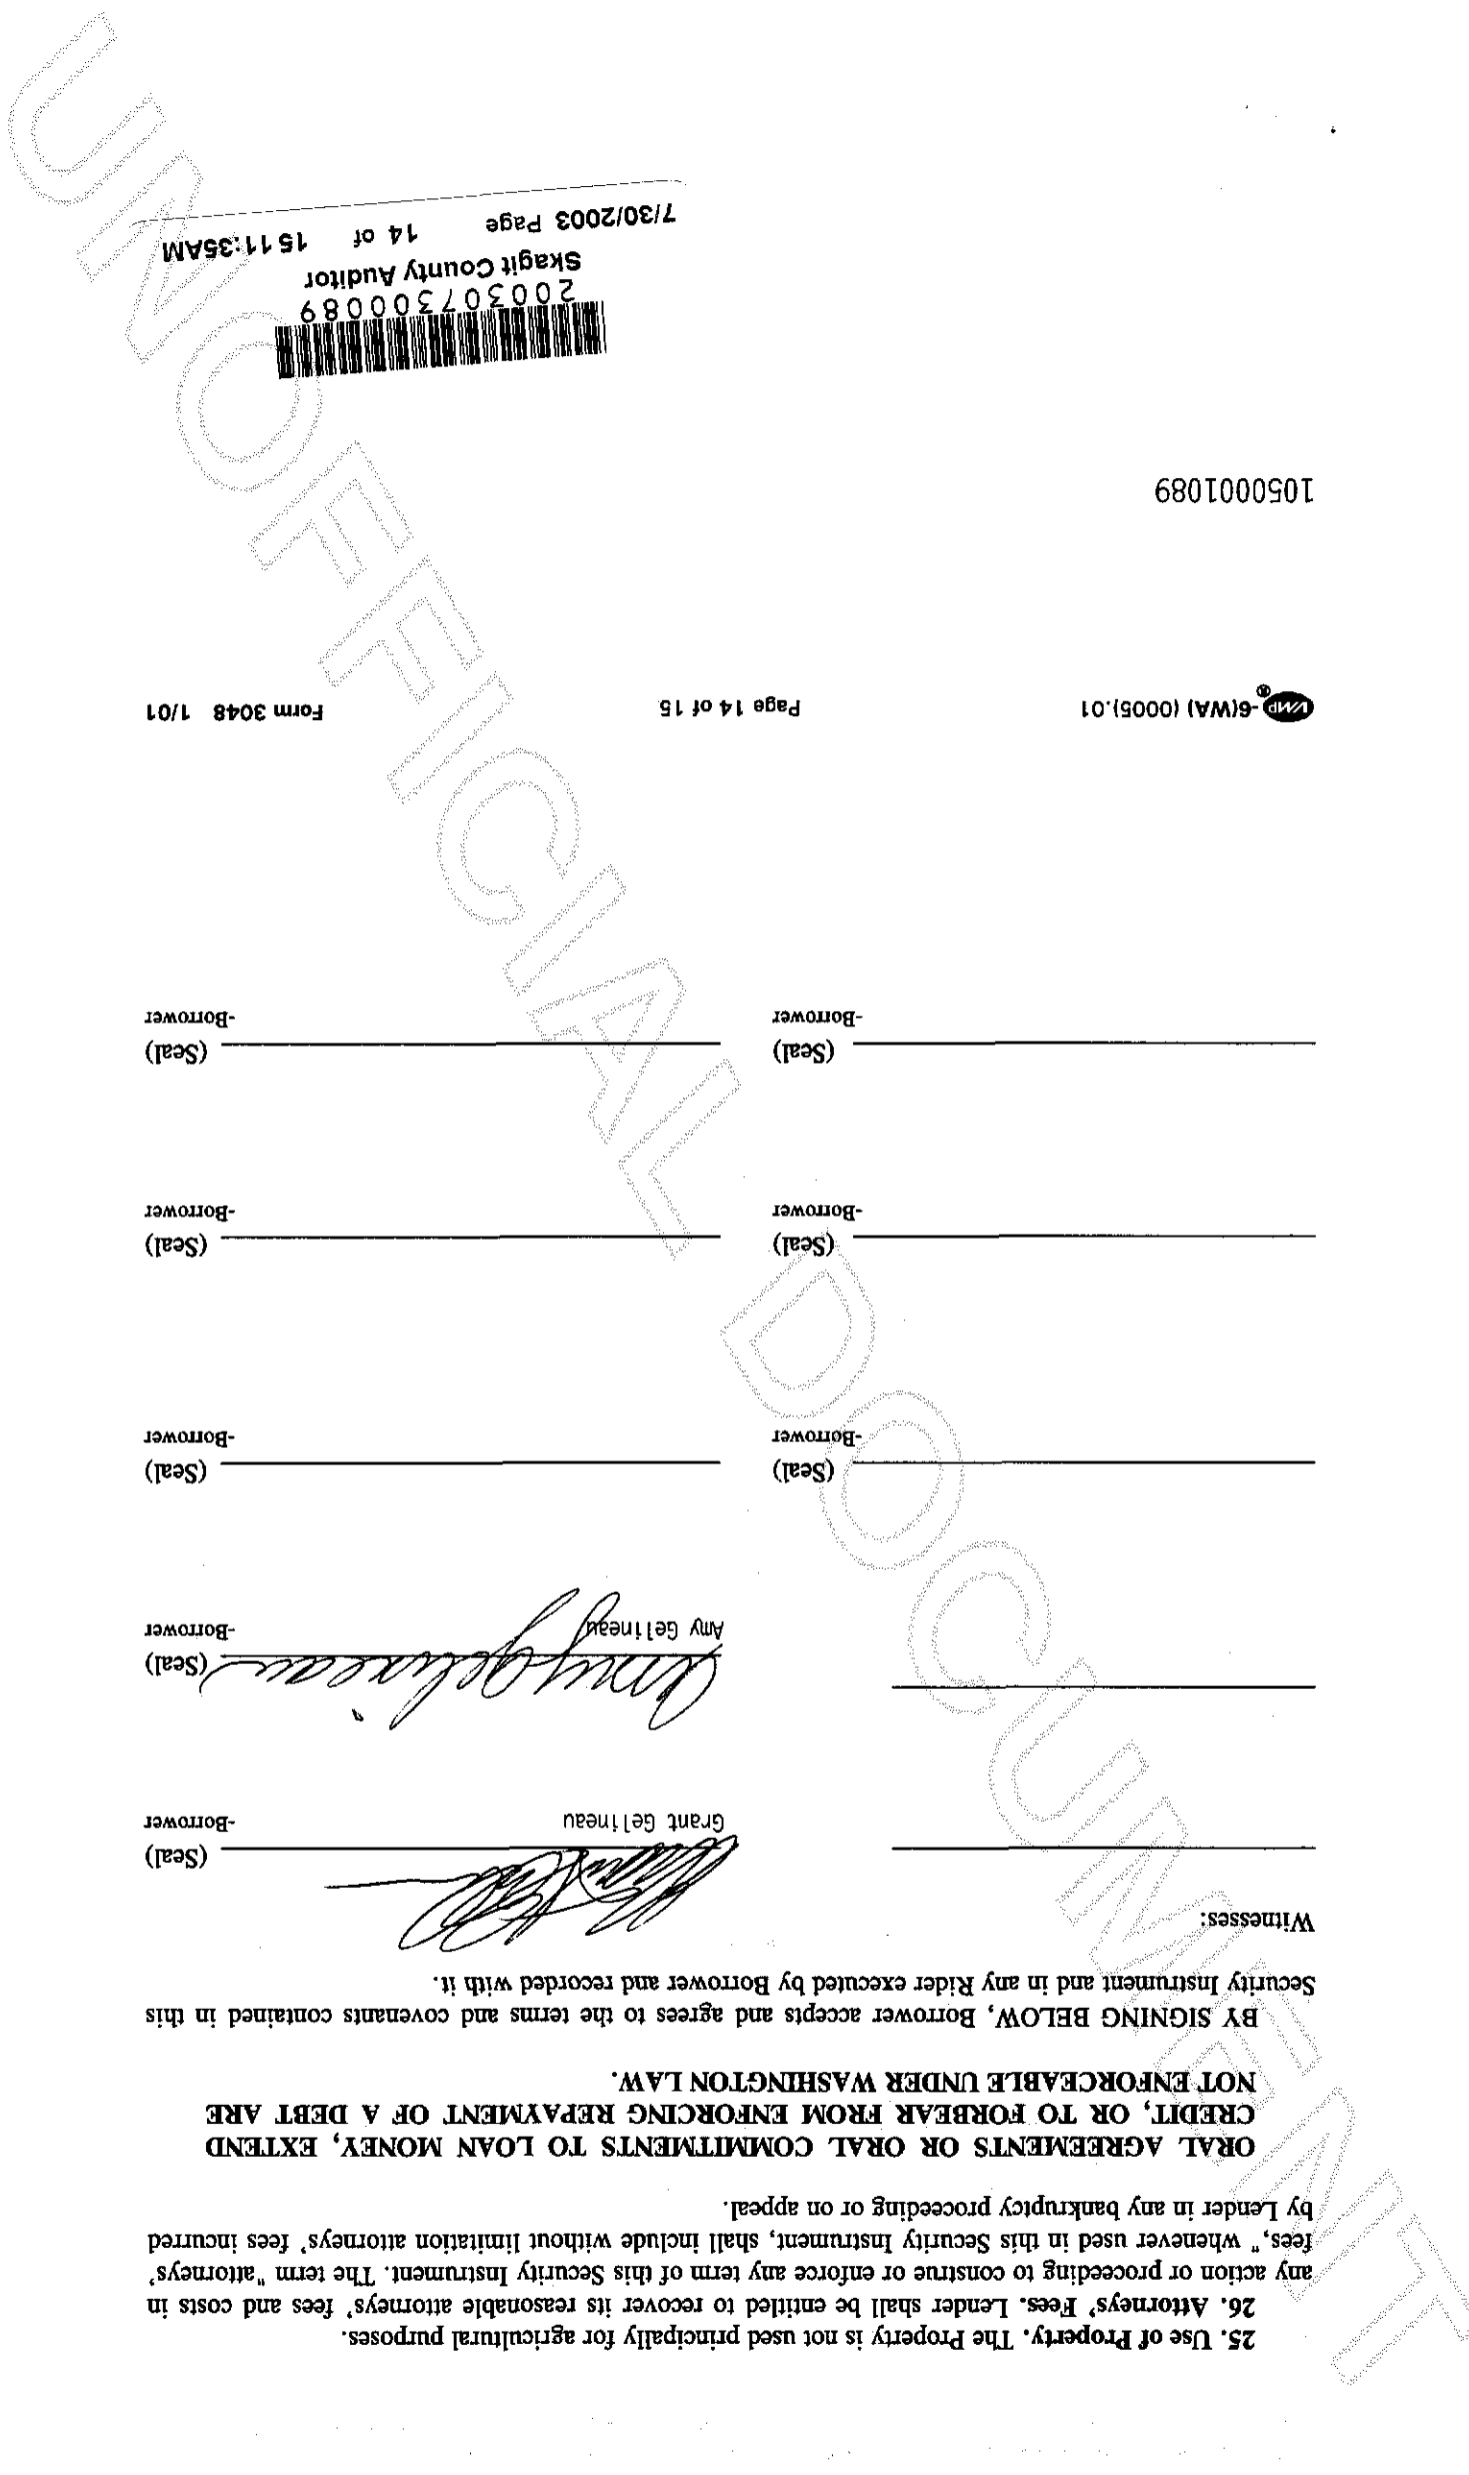 25. Use of Property. The Property is not used principally for agricultural purposes.
26. Attorneys' Fees. Lender shall be entitled to recover its reasonable attorneys' fees and costs in
any action or proceeding to construe or enforce any term of this Security Instrument. The term "attorneys'
fees," whenever used in this Security Instrument, shall include without limitation attorneys' fees incurred
by Lender in any bankruptcy proceeding or on appeal.
ORAL AGREEMENTS OR ORAL COMMITMENTS TO LOAN MONEY, EXTEND
CREDIT, OR TO FORBEAR FROM ENFORCING REPAYMENT OF A DEBT ARE
NOT ENFORCEABLE UNDER WASHINGTON LAW.
BY SIGNING BELOW, Borrower accepts and agrees to the terms and covenants contained in this
Security Instrument and in any Rider executed by Borrower and recorded with it.
Witnesses:
(Seal)
Grant Gelineau -Borrower
Amy Gelineau (Seal)
Amy Gelineau -Borrower
(Seal) (Seal)
-Borrower -Borrower
(Seal) (Seal)
-Borrower -Borrower
(Seal) (Seal)
-Borrower -Borrower
VMP® -6(WA) (0005).01 Page 14 of 15 Form 3048 1/01
1050001089
200307300089
Skagit County Auditor
7/30/2003 Page 14 of 15 11:35AM
UNOFFICIAL DOCUMENT